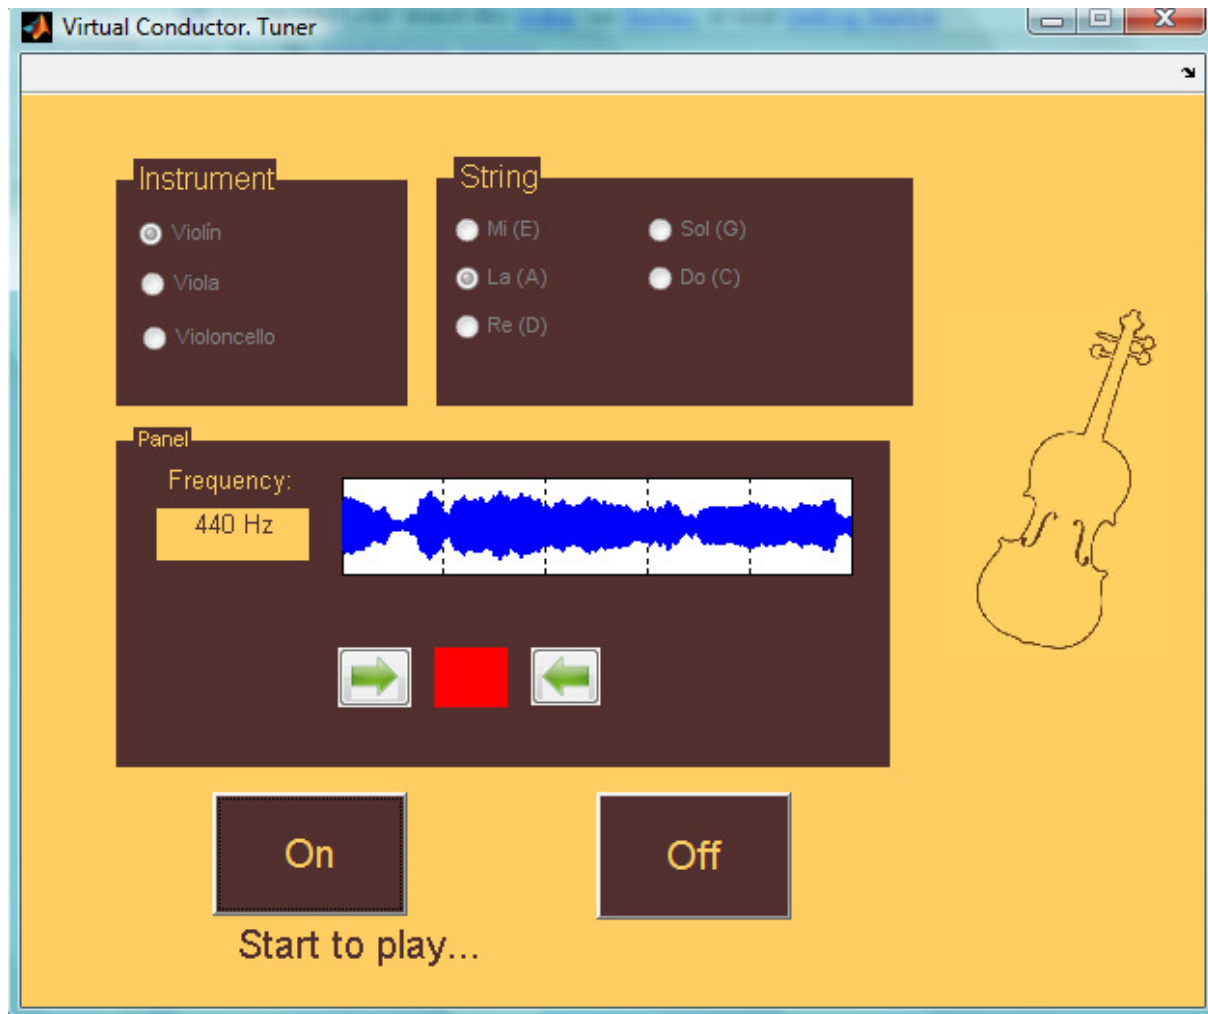 Virtual Conductor. Tuner
Instrument
Violín
Viola
Violoncello
String
Mi (E)
La (A)
Re (D)
Sol (G)
Do (C)
Panel
Frequency:
440 Hz
On
Off
Start to play...